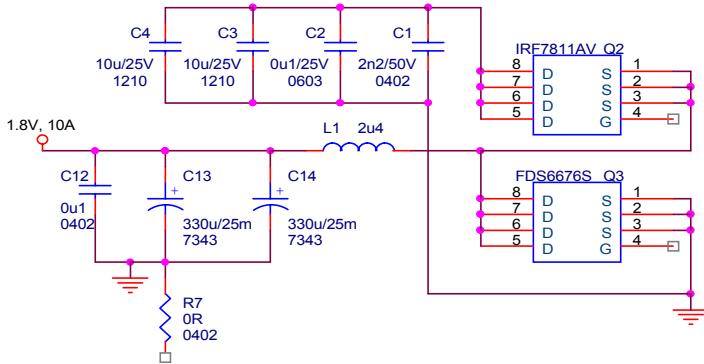 C4
10u/25V
1210
C3
10u/25V
1210
C2
0u1/25V
0603
C1
2n2/50V
0402
IRF7811AV Q2
8 D S 1
7 D S 2
6 D S 3
5 D G 4
1.8V, 10A
L1 2u4
C12
0u1
0402
C13
+
330u/25m
7343
C14
+
330u/25m
7343
FDS6676S Q3
8 D S 1
7 D S 2
6 D S 3
5 D G 4
R7
0R
0402